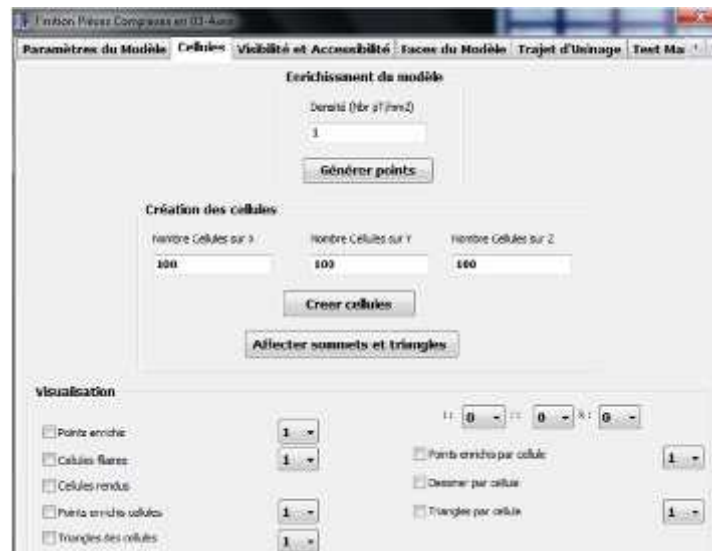 Finition Pièces Complexes en 03-Axes
Paramètres du Modèle Cellules Visibilité et Accessibilité Faces du Modèle Trajet d'Usinage Test Ma
Enrichissment du modèle
Densité (Nbr pT/mm2)
1
Générer points
Création des cellules
Nombre Cellules sur X Nombre Cellules sur Y Nombre Cellules sur Z
100 100 100
Creer cellules
Affecter sommets et triangles
Visualisation
0 0 0
Points enrichis 1
Cellules filaires 1 Points enrichis par cellule 1
Cellules rendus Dessiner par cellule
Points enrichis cellules 1 Triangles par cellule 1
Triangles des cellules 1